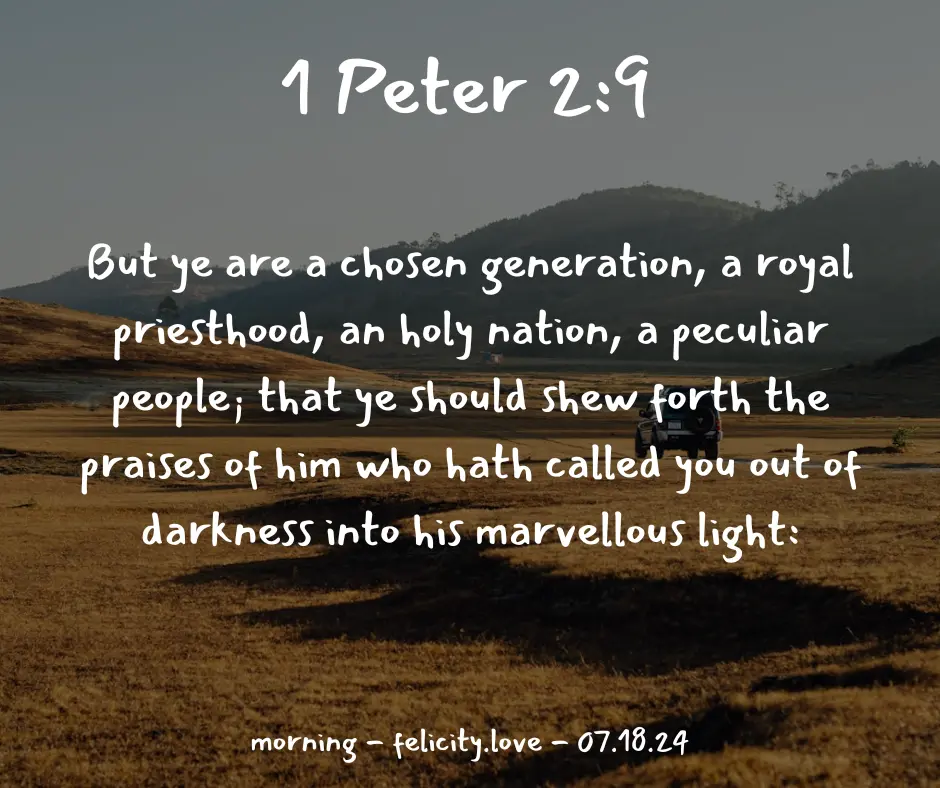 1 Peter 2:9
But ye are a chosen generation, a royal
priesthood, an holy nation, a peculiar
people; that ye should shew forth the
praises of him who hath called you out of
darkness into his marvellous light:
morning - felicity.love - 07.18.24